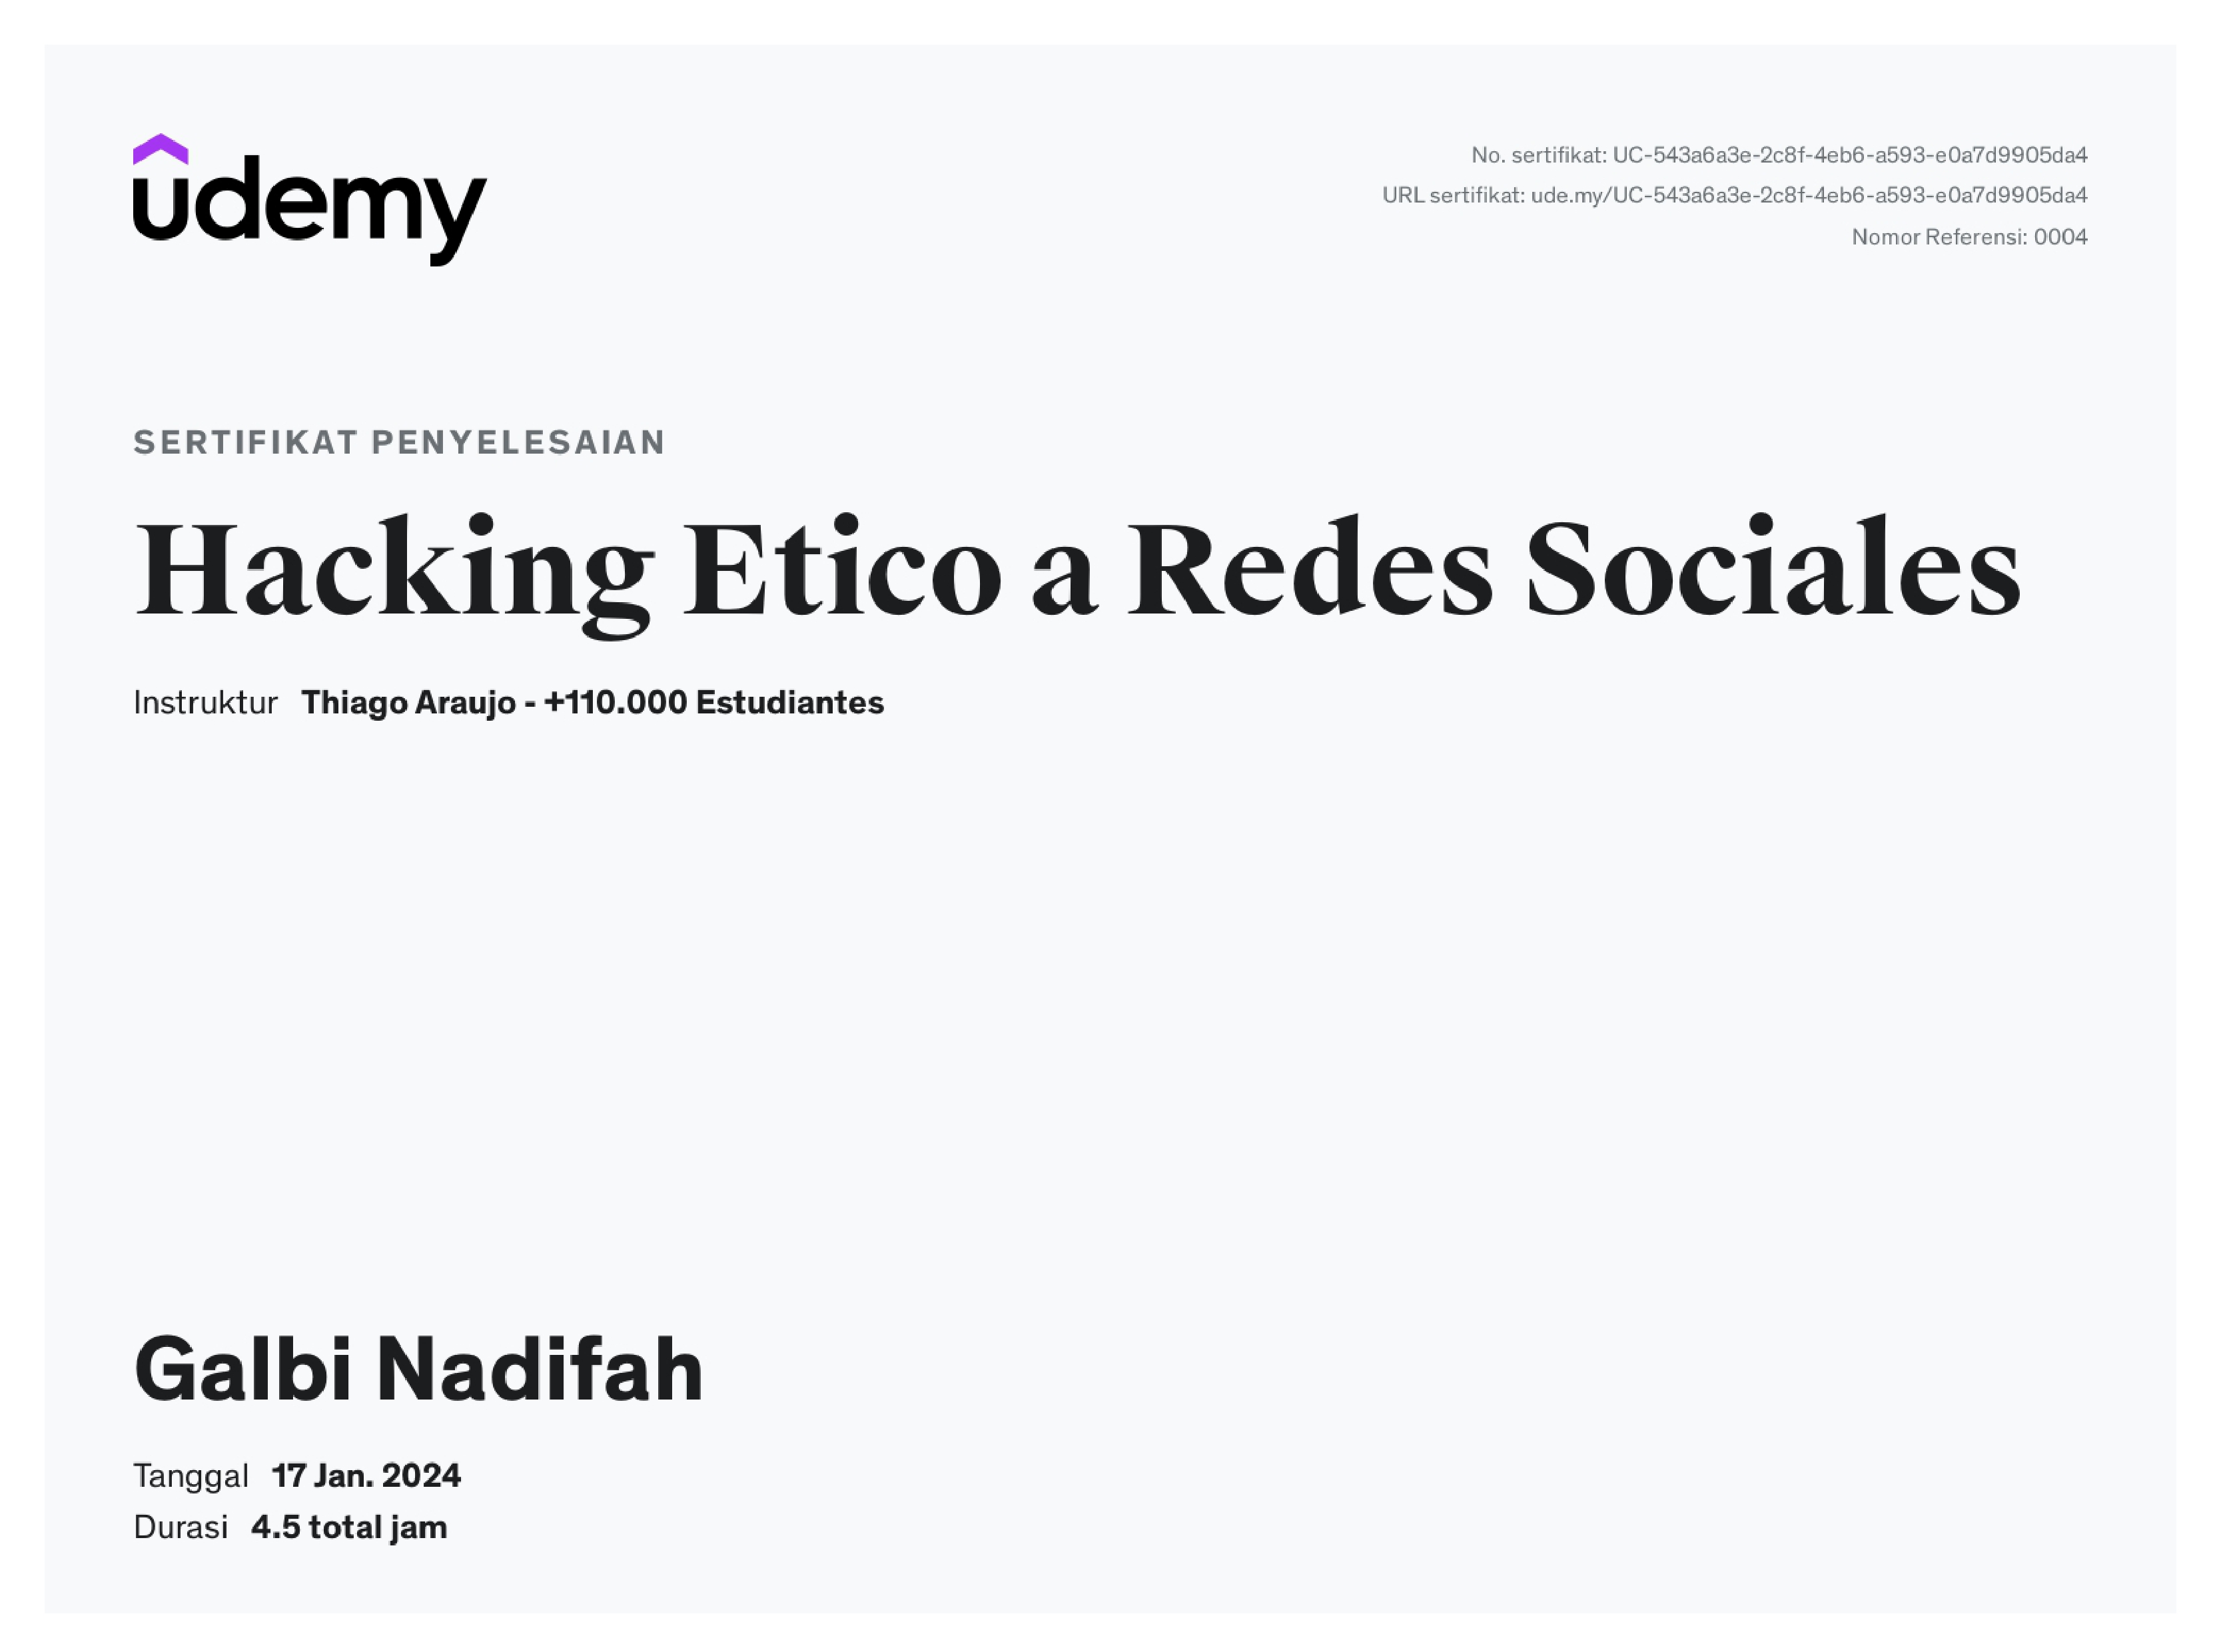 udemy
No. sertifikat: UC-543a6a3e-2c8f-4eb6-a593-e0a7d9905da4
URL sertifikat: ude.my/UC-543a6a3e-2c8f-4eb6-a593-e0a7d9905da4
Nomor Referensi: 0004
SERTIFIKAT PENYELESAIAN
Hacking Etico a Redes Sociales
Instruktur Thiago Araujo - +110.000 Estudiantes
Galbi Nadifah
Tanggal 17 Jan. 2024
Durasi 4.5 total jam